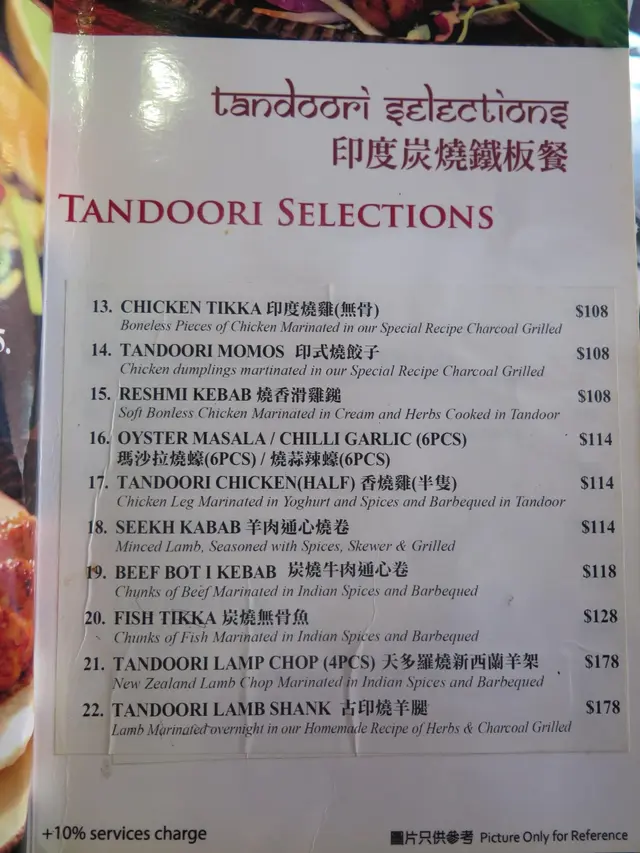 tandoori selections
印度炭燒鐵板餐
TANDOORI SELECTIONS
13. CHICKEN TIKKA 印度燒雞(無骨) $108
Boneless Pieces of Chicken Marinated in our Special Recipe Charcoal Grilled
14. TANDOORI MOMOS 印式燒餃子 $108
Chicken dumplings martinated in our Special Recipe Charcoal Grilled
15. RESHMI KEBAB 燒香滑雞鎚 $108
Soft Bonless Chicken Marinated in Cream and Herbs Cooked in Tandoor
16. OYSTER MASALA / CHILLI GARLIC (6PCS) $114
瑪沙拉燒蠔(6PCS) / 燒蒜辣蠔(6PCS)
17. TANDOORI CHICKEN(HALF) 香燒雞(半隻) $114
Chicken Leg Marinated in Yoghurt and Spices and Barbequed in Tandoor
18. SEEKH KABAB 羊肉通心燒卷 $114
Minced Lamb, Seasoned with Spices, Skewer & Grilled
19. BEEF BOT I KEBAB 炭燒牛肉通心卷 $118
Chunks of Beef Marinated in Indian Spices and Barbequed
20. FISH TIKKA 炭燒無骨魚 $128
Chunks of Fish Marinated in Indian Spices and Barbequed
21. TANDOORI LAMP CHOP (4PCS) 天多羅燒新西蘭羊架 $178
New Zealand Lamb Chop Marinated in Indian Spices and Barbequed
22. TANDOORI LAMB SHANK 古印燒羊腿 $178
Lamb Marinated overnight in our Homemade Recipe of Herbs & Charcoal Grilled
+10% services charge
圖片只供參考 Picture Only for Reference
5.